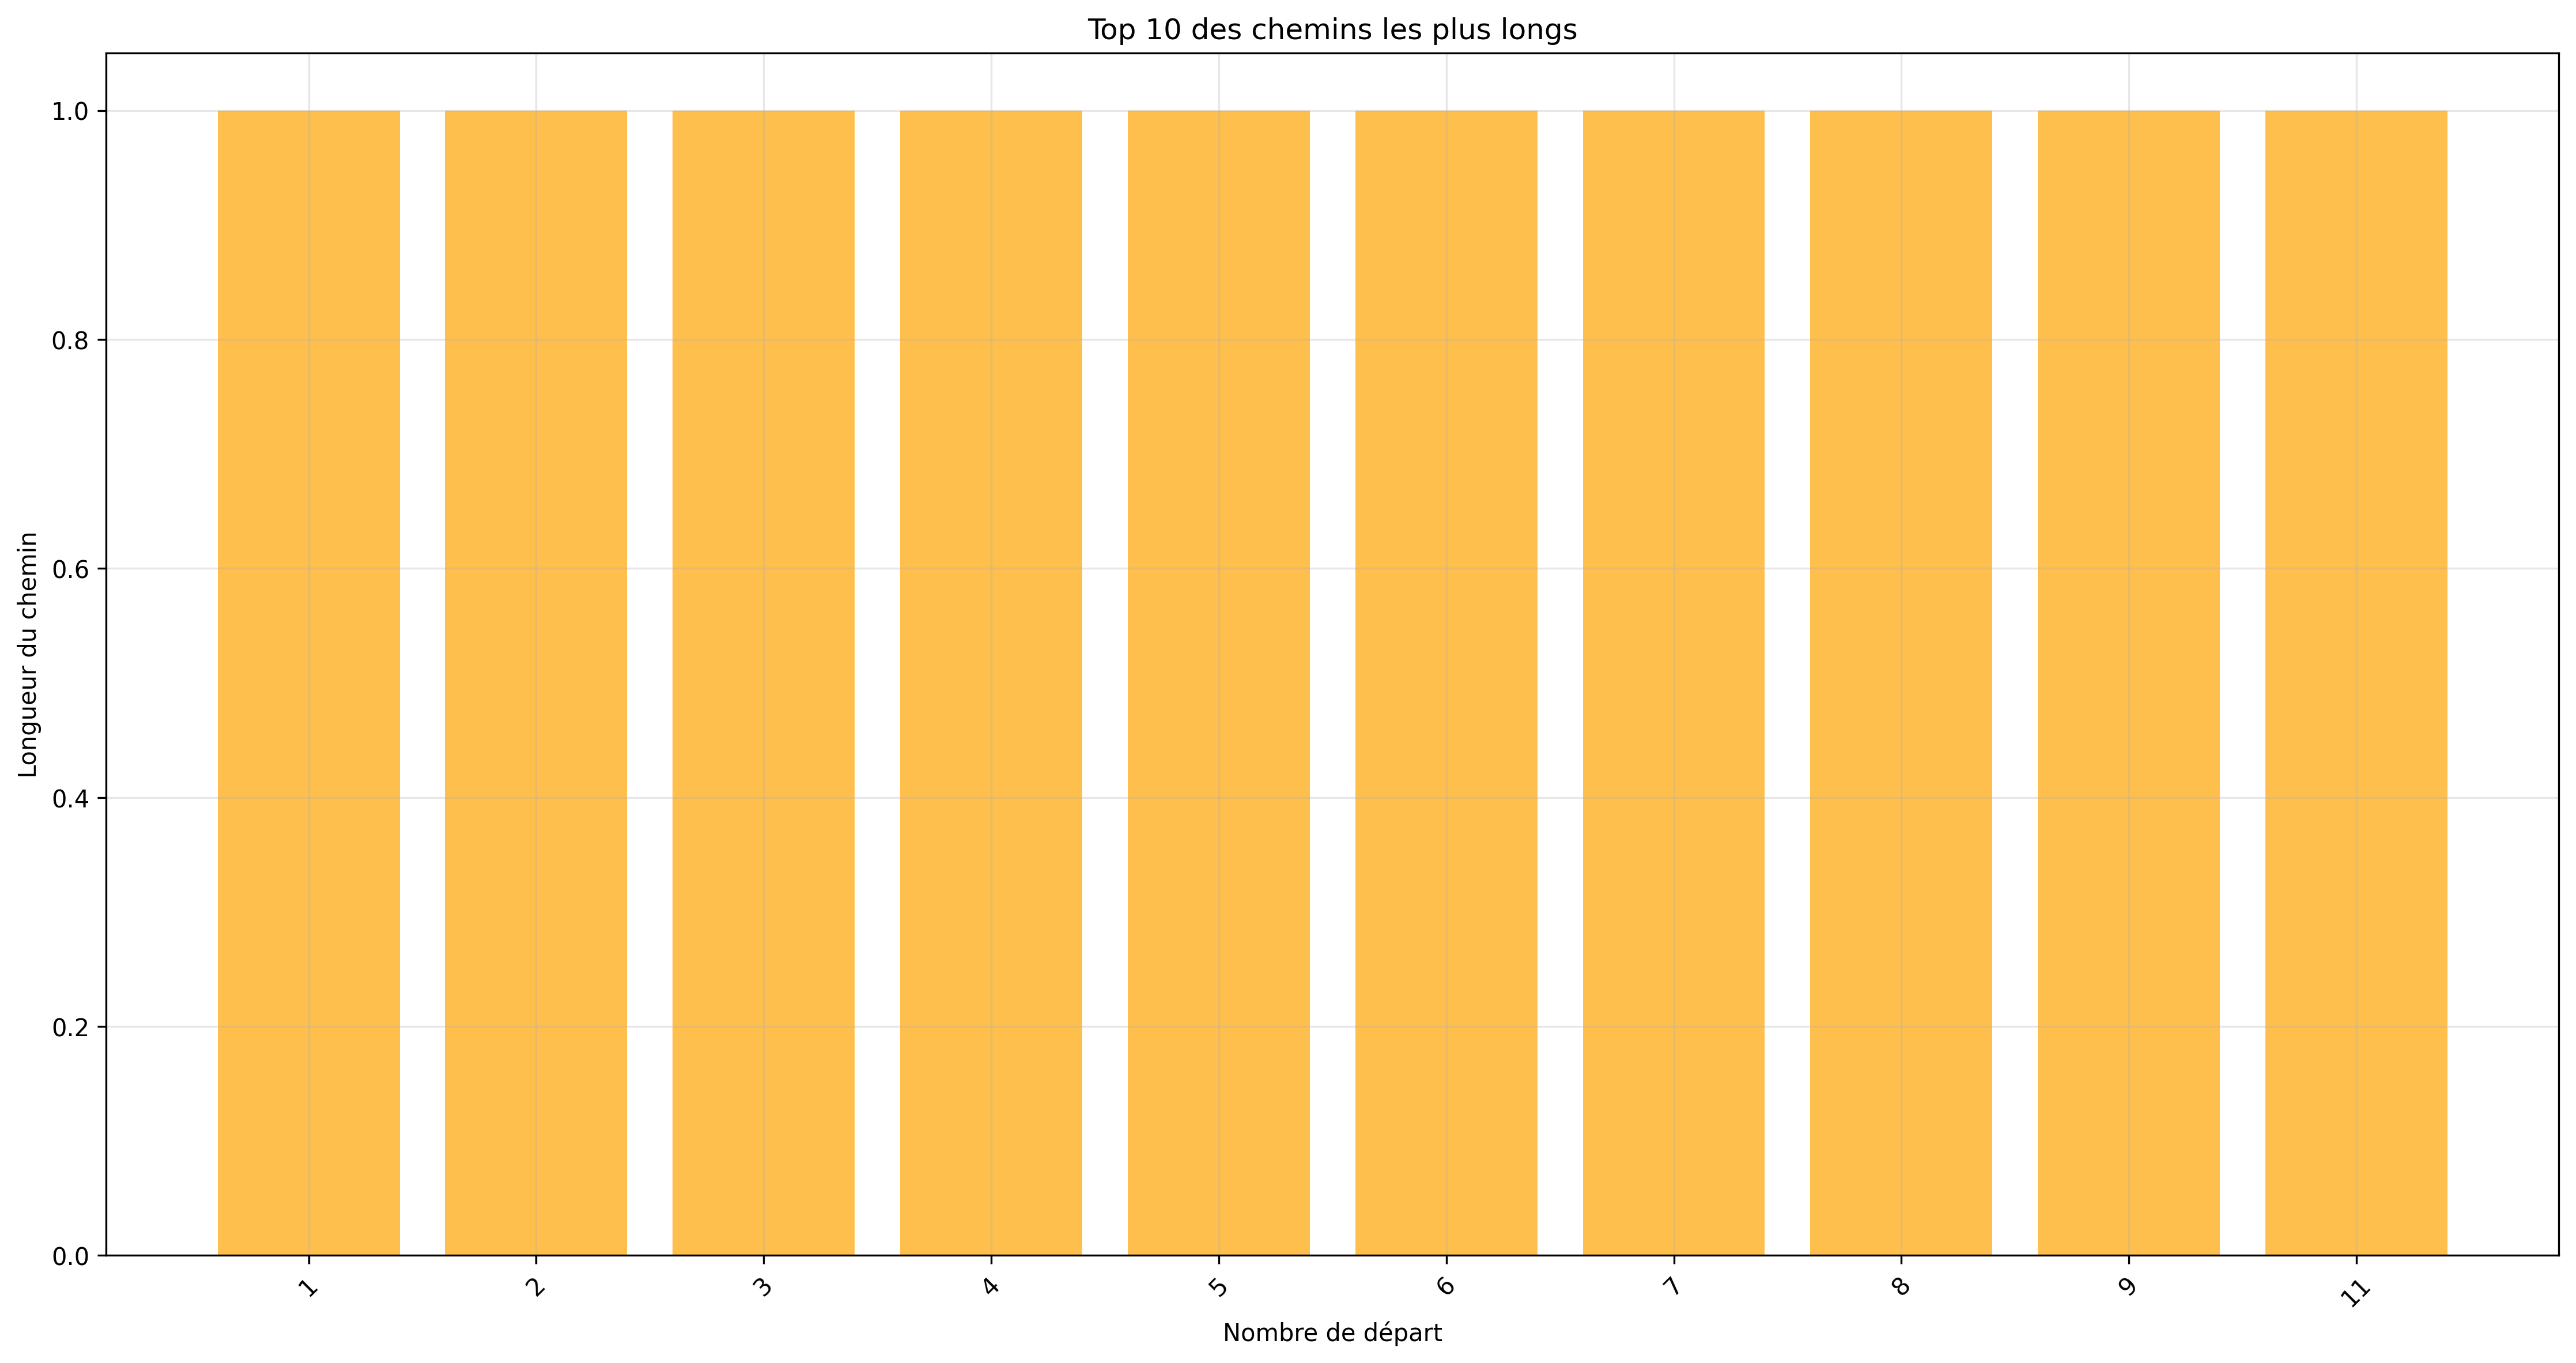 Top 10 des chemins les plus longs
Longueur du chemin
1.0
0.8
0.6
0.4
0.2
0.0
1 2 3 4 5 6 7 8 9 11
Nombre de départ